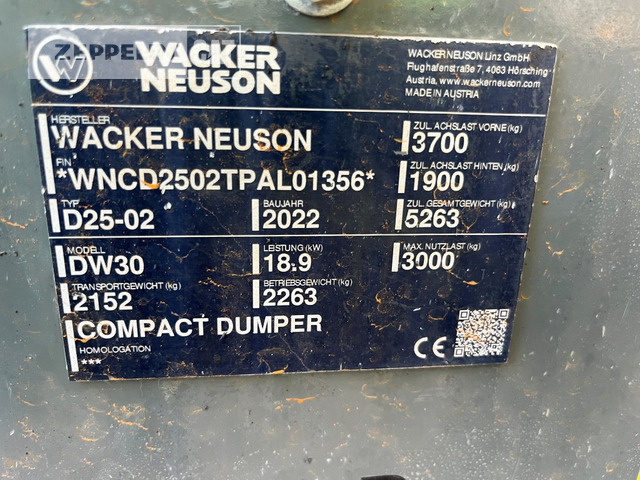 WACKER
NEUSON
WACKER NEUSON Linz GmbH
Flughafenstraße 7, 4063 Hörsching
Austria, www.wackerneuson.com
MADE IN AUSTRIA
HERSTELLER
WACKER NEUSON
ZUL. ACHSLAST VORNE (kg)
3700
FIN
*WNCD2502TPAL01356*
ZUL. ACHSLAST HINTEN (kg)
1900
TYP
D25-02
BAUJAHR
2022
ZUL. GESAMTGEWICHT (kg)
5263
MODELL
DW30
LEISTUNG (kW)
18.9
MAX. NUTZLAST (kg)
3000
TRANSPORTGEWICHT (kg)
2152
BETRIEBSGEWICHT (kg)
2263
COMPACT DUMPER
HOMOLOGATION
***
CE